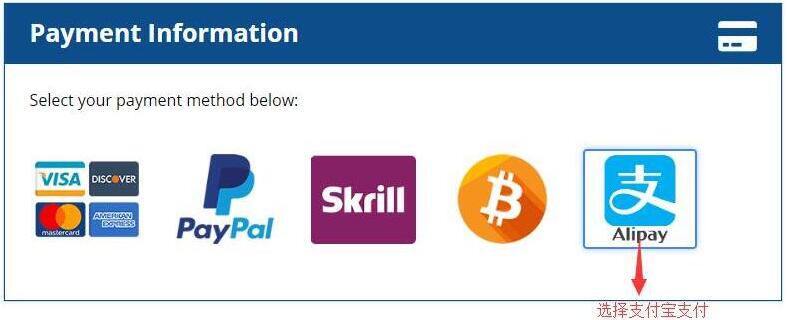 Payment Information
Select your payment method below:
VISA
DISCOVER
mastercard
AMERICAN
EXPRESS
PayPal
Skrill
支
Alipay
选择支付宝支付